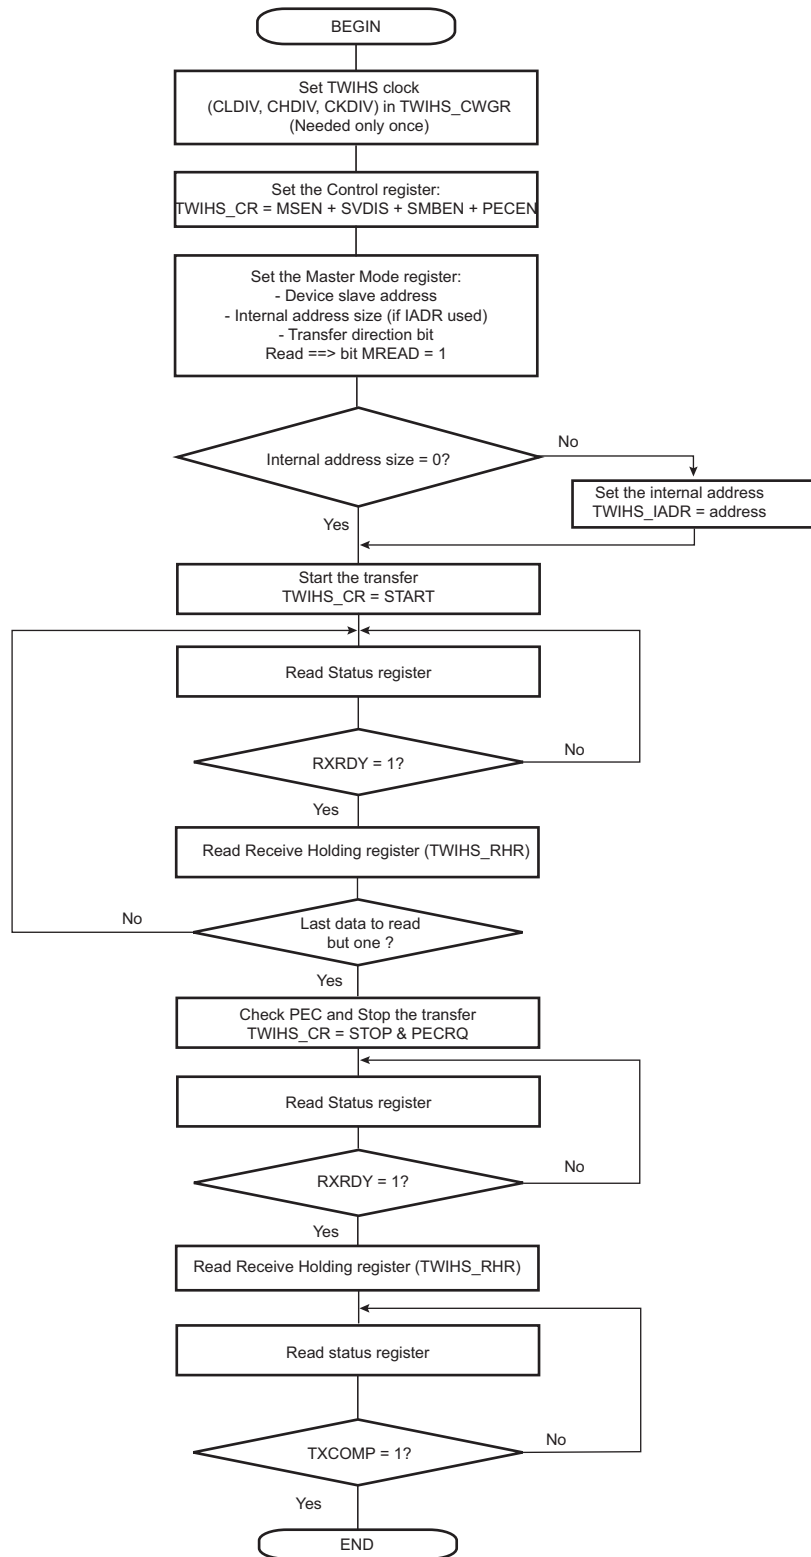 BEGIN
Set TWIHS clock
(CLDIV, CHDIV, CKDIV) in TWIHS_CWGR
(Needed only once)
Set the Control register:
TWIHS_CR = MSEN + SVDIS + SMBEN + PECEN
Set the Master Mode register:
- Device slave address
- Internal address size (if IADR used)
- Transfer direction bit
Read ==> bit MREAD = 1
Internal address size = 0?
No
Set the internal address
TWIHS_IADR = address
Yes
Start the transfer
TWIHS_CR = START
Read Status register
RXRDY = 1?
No
Yes
Read Receive Holding register (TWIHS_RHR)
Last data to read
but one ?
No
Yes
Check PEC and Stop the transfer
TWIHS_CR = STOP & PECRQ
Read Status register
RXRDY = 1?
No
Yes
Read Receive Holding register (TWIHS_RHR)
Read status register
TXCOMP = 1?
No
Yes
END